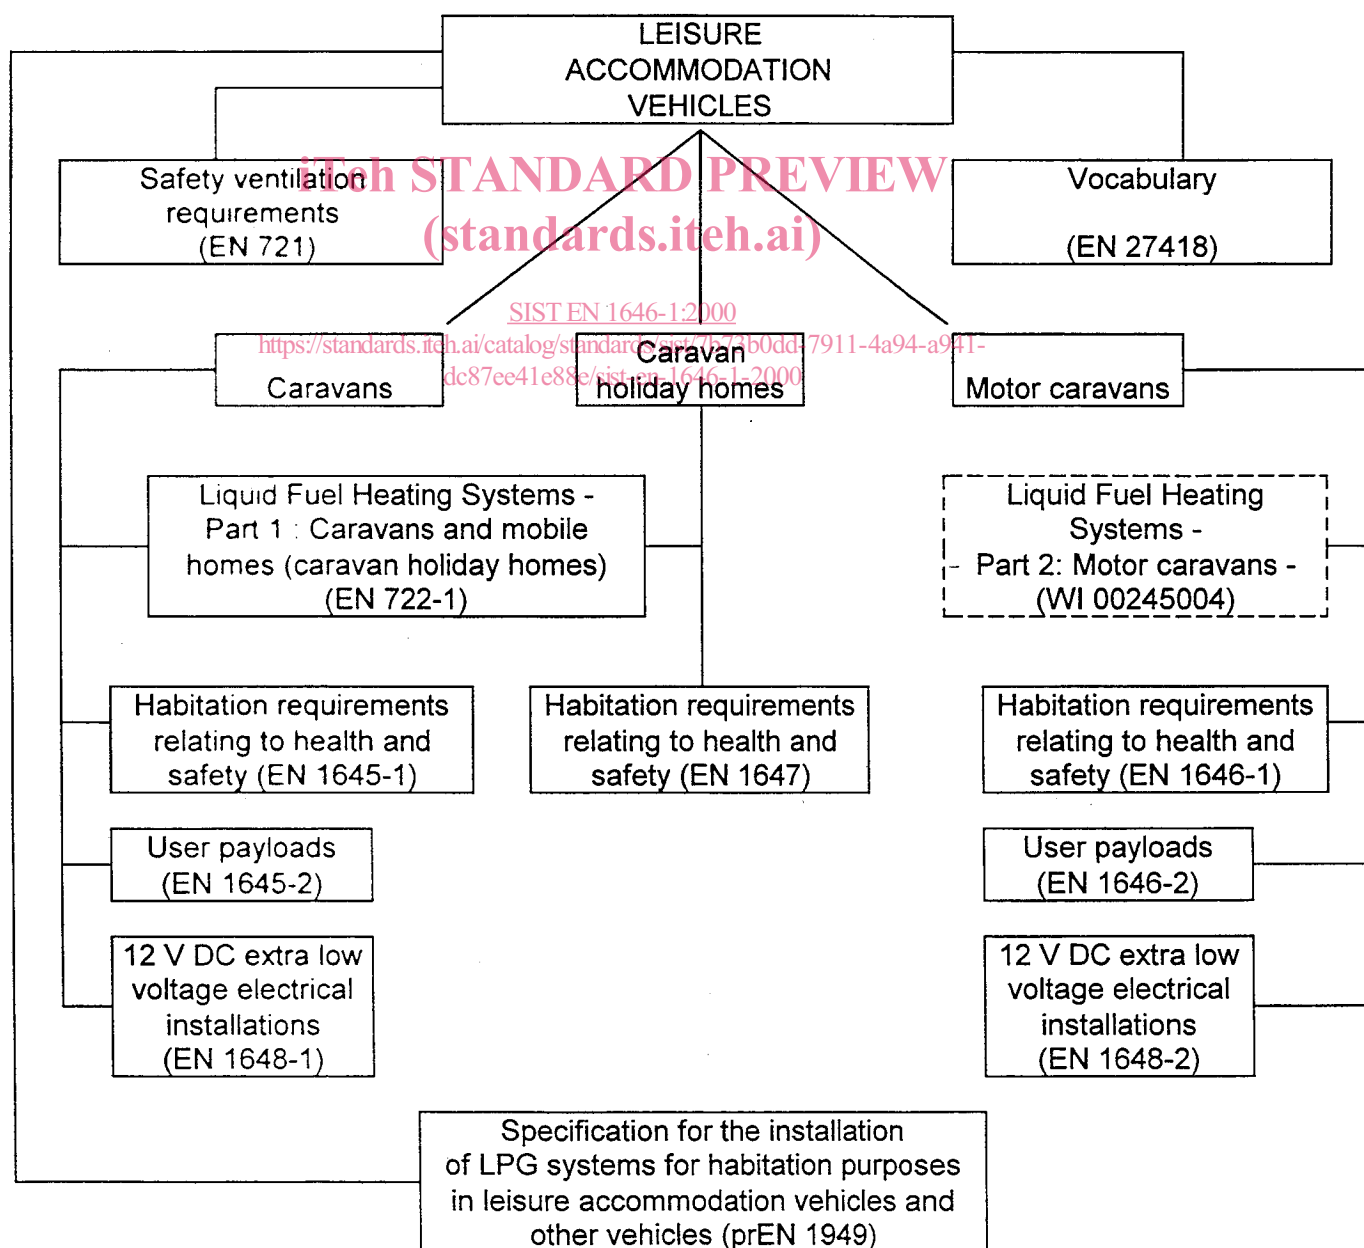 LEISURE
ACCOMMODATION
VEHICLES
iTeh STANDARD PREVIEW
(standards.iteh.ai)
Safety ventilation
requirements
(EN 721)
Vocabulary
(EN 27418)
SIST EN 1646-1:2000
https://standards.iteh.ai/catalog/standards/sist/7b73b0dd-7911-4a94-a941-
dc87ee41e88e/sist-en-1646-1-2000
Caravans
Caravan
holiday homes
Motor caravans
Liquid Fuel Heating Systems -
Part 1 : Caravans and mobile
homes (caravan holiday homes)
(EN 722-1)
Liquid Fuel Heating
Systems -
- Part 2: Motor caravans -
(WI 00245004)
Habitation requirements
relating to health and
safety (EN 1645-1)
Habitation requirements
relating to health and
safety (EN 1647)
Habitation requirements
relating to health and
safety (EN 1646-1)
User payloads
(EN 1645-2)
User payloads
(EN 1646-2)
12 V DC extra low
voltage electrical
installations
(EN 1648-1)
12 V DC extra low
voltage electrical
installations
(EN 1648-2)
Specification for the installation
of LPG systems for habitation purposes
in leisure accommodation vehicles and
other vehicles (prEN 1949)